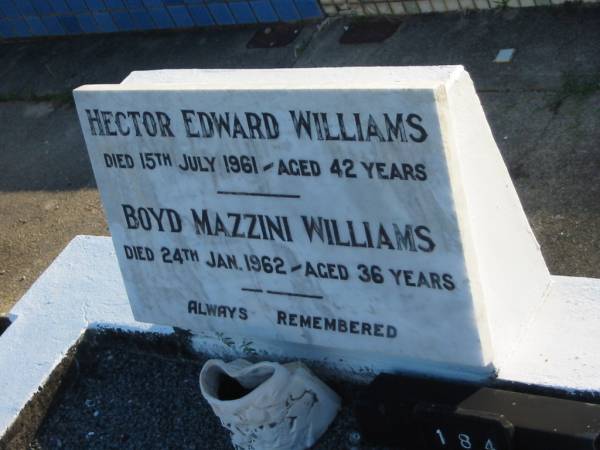 HECTOR EDWARD WILLIAMS
DIED 15TH JULY 1961 - AGED 42 YEARS
BOYD MAZZINI WILLIAMS
DIED 24TH JAN. 1962 - AGED 36 YEARS
ALWAYS REMEMBERED
184